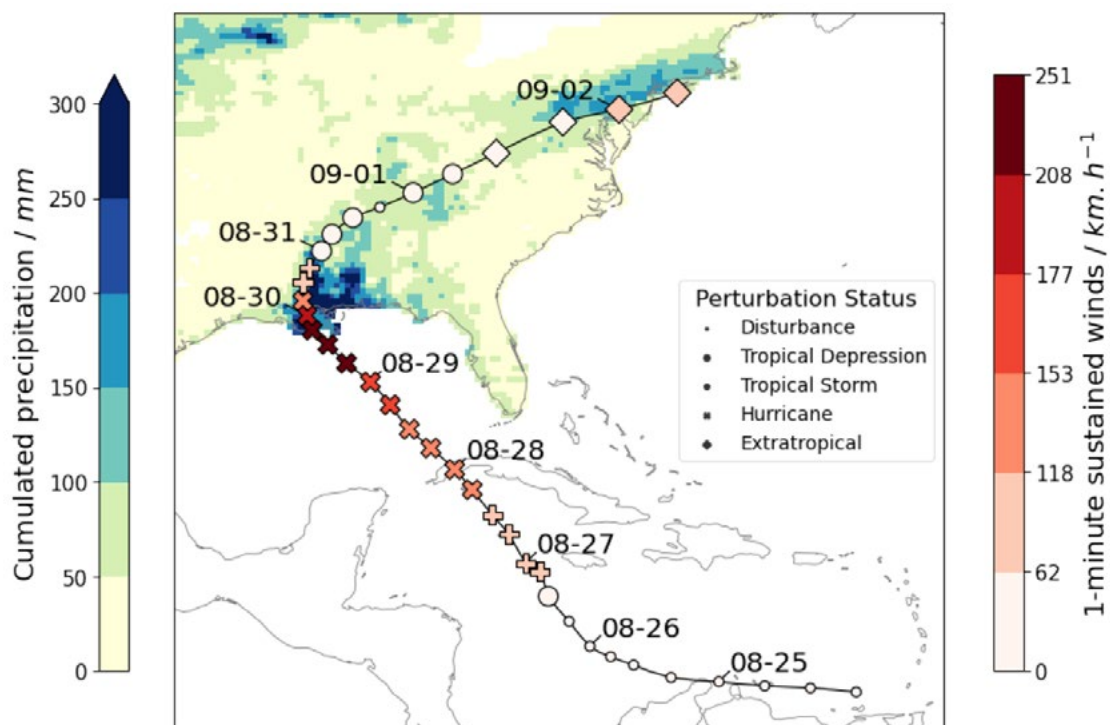 Cumulated precipitation / mm
300
250
200
150
100
50
0
09-02
09-01
08-31
08-30
08-29
08-28
08-27
08-26
08-25
Perturbation Status
Disturbance
Tropical Depression
Tropical Storm
Hurricane
Extratropical
251
208
177
153
118
62
0
1-minute sustained winds / km. h⁻¹